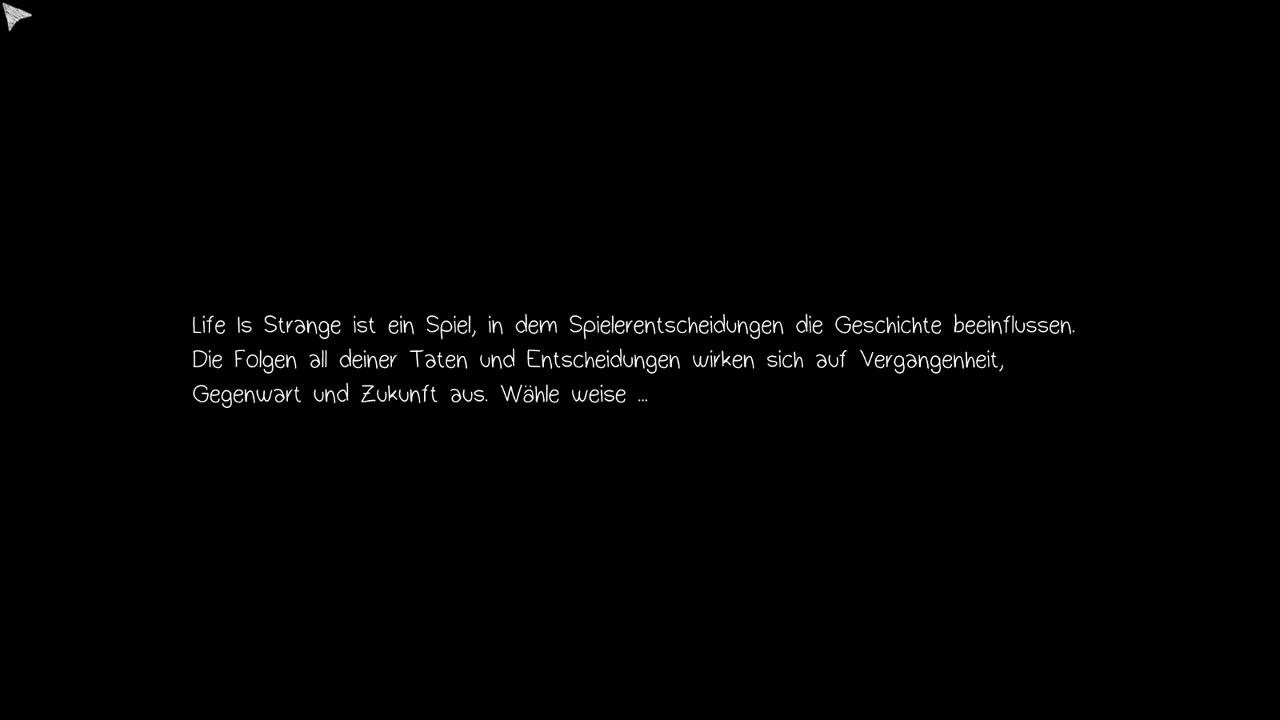 Life Is Strange ist ein Spiel, in dem Spielerentscheidungen die Geschichte beeinflussen.
Die Folgen all deiner Taten und Entscheidungen wirken sich auf Vergangenheit,
Gegenwart und Zukunft aus. Wähle weise ...